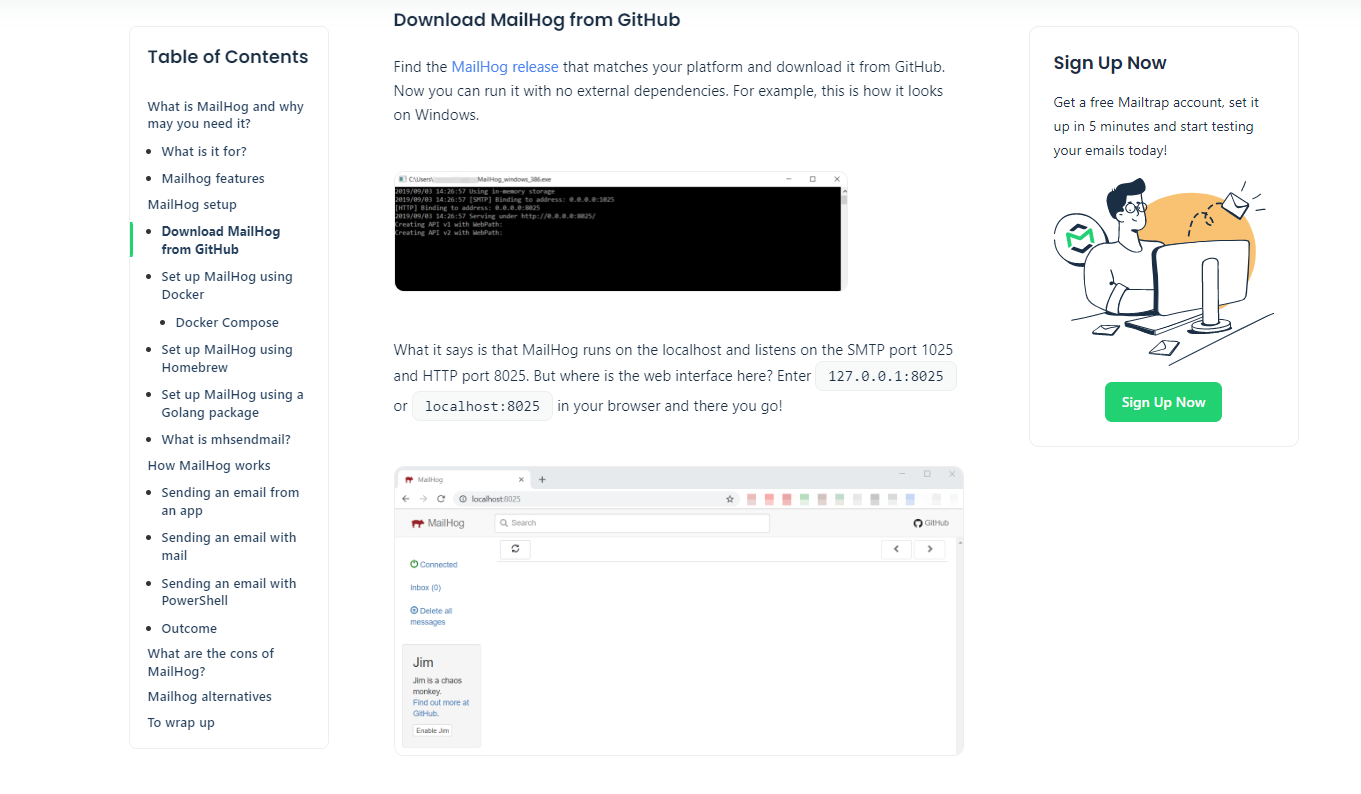 Table of Contents
What is MailHog and why
may you need it?
What is it for?
Mailhog features
MailHog setup
Download MailHog
from GitHub
Set up MailHog using
Docker
Docker Compose
Set up MailHog using
Homebrew
Set up MailHog using a
Golang package
What is mhsendmail?
How MailHog works
Sending an email from
an app
Sending an email with
mail
Sending an email with
PowerShell
Outcome
What are the cons of
MailHog?
Mailhog alternatives
To wrap up
Download MailHog from GitHub
Find the MailHog release that matches your platform and download it from GitHub.
Now you can run it with no external dependencies. For example, this is how it looks
on Windows.
C:\Users\ MailHog_windows_386.exe
2019/09/03 14:26:57 Using in-memory storage
2019/09/03 14:26:57 [SMTP] Binding to address: 0.0.0.0:1025
[HTTP] Binding to address: 0.0.0.0:8025
2019/09/03 14:26:57 Serving under http://0.0.0.0:8025/
Creating API v1 with WebPath:
Creating API v2 with WebPath:
What it says is that MailHog runs on the localhost and listens on the SMTP port 1025
and HTTP port 8025. But where is the web interface here? Enter 127.0.0.1:8025
or localhost:8025 in your browser and there you go!
MailHog
localhost:8025
MailHog Search GitHub
Connected
Inbox (0)
Delete all
messages
Jim
Jim is a chaos
monkey.
Find out more at
GitHub.
Enable Jim
Sign Up Now
Get a free Mailtrap account, set it
up in 5 minutes and start testing
your emails today!
Sign Up Now